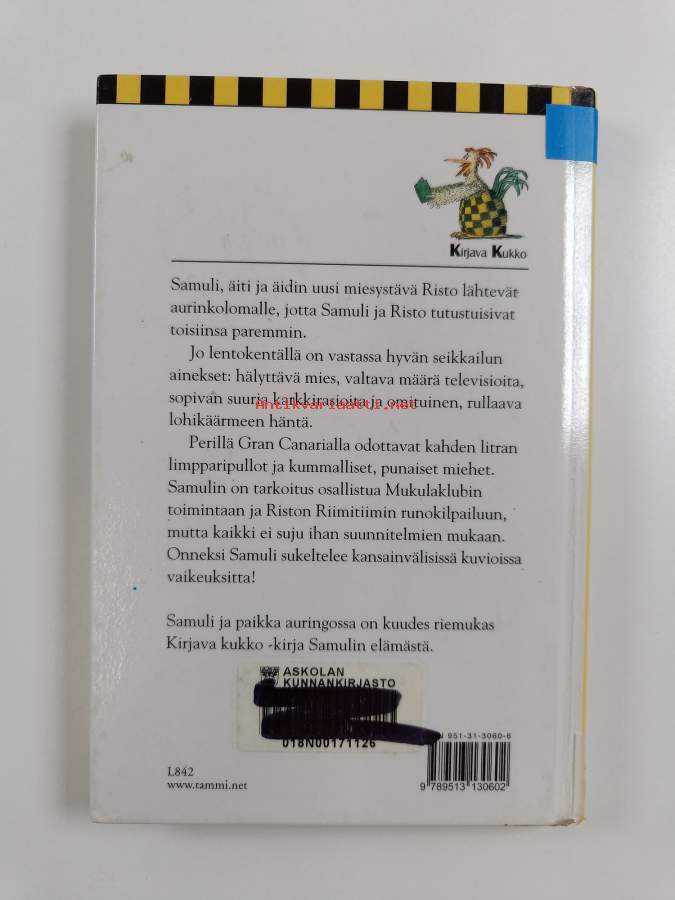 Kirjava Kukko
Samuli, äiti ja äidin uusi miesystävä Risto lähtevät
aurinkolomalle, jotta Samuli ja Risto tutustuisivat
toisiinsa paremmin.
Jo lentokentällä on vastassa hyvän seikkailun
ainekset: hälyttävä mies, valtava määrä televisioita,
sopivan suuria karkkirasioita ja omituinen, rullaava
Antikvariaatti.net
lohikäärmeen häntä.
Perillä Gran Canarialla odottavat kahden litran
limpparipullot ja kummalliset, punaiset miehet.
Samulin on tarkoitus osallistua Mukulaklubin
toimintaan ja Riston Riimitiimin runokilpailuun,
mutta kaikki ei suju ihan suunnitelmien mukaan.
Onneksi Samuli sukeltelee kansainvälisissä kuvioissa
vaikeuksitta!
Samuli ja paikka auringossa on kuudes riemukas
Kirjava kukko -kirja Samulin elämästä.
ASKOLAN
KUNNANKIRJASTO
018N00171126
N 951-31-3060-6
9 789513 130602
L842
www.tammi.net